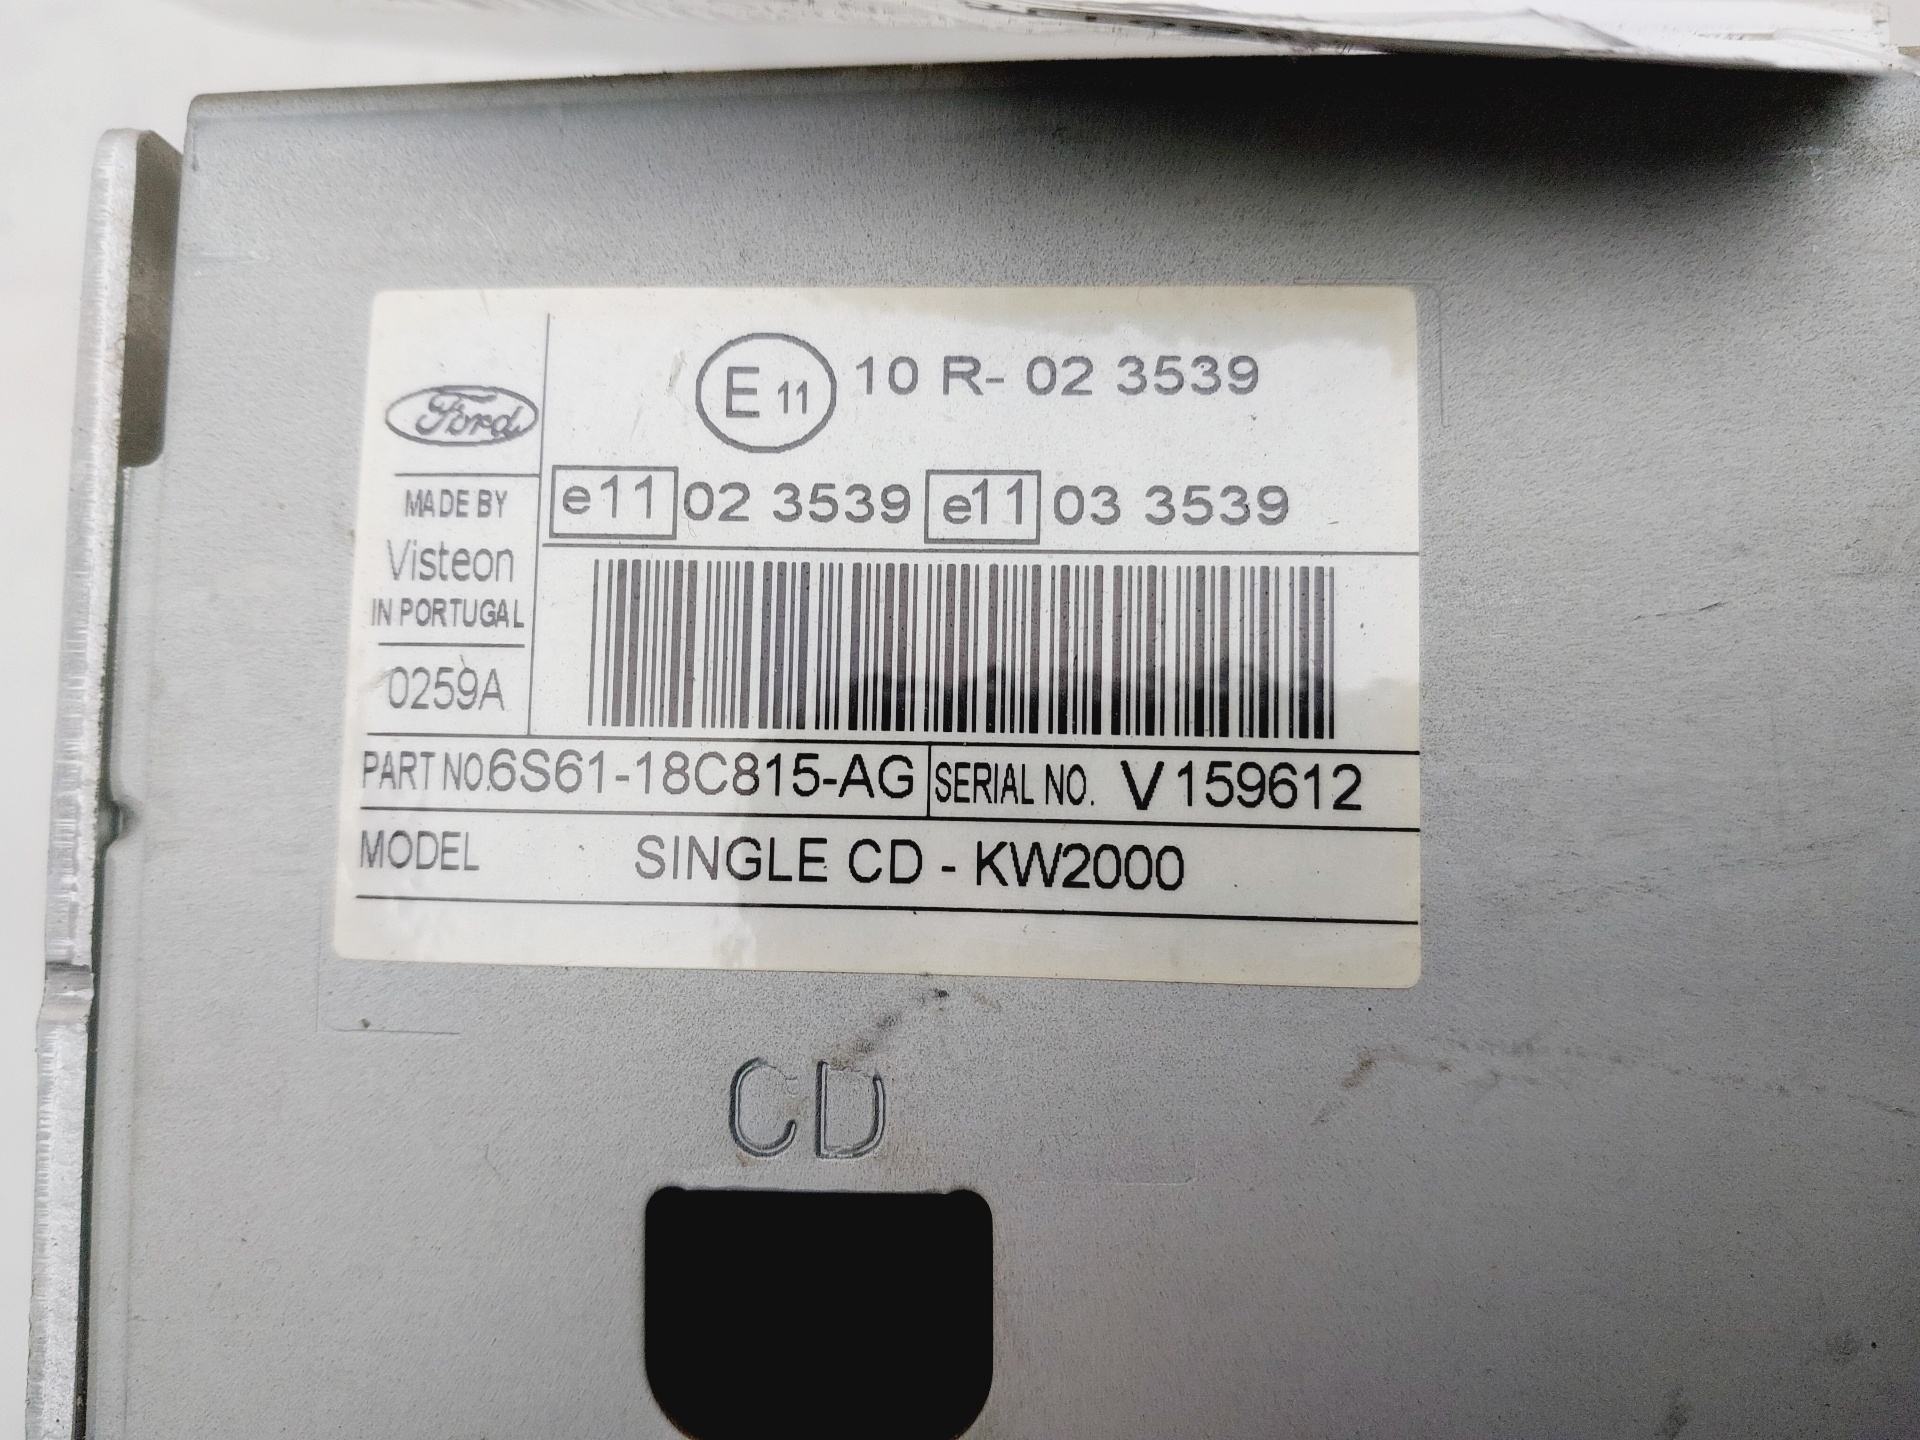 Ford
E 11 10 R- 02 3539
e11 02 3539 e11 03 3539
MADE BY
Visteon
IN PORTUGAL
0259A
PART NO. 6S61-18C815-AG SERIAL NO. V159612
MODEL SINGLE CD - KW2000
CD